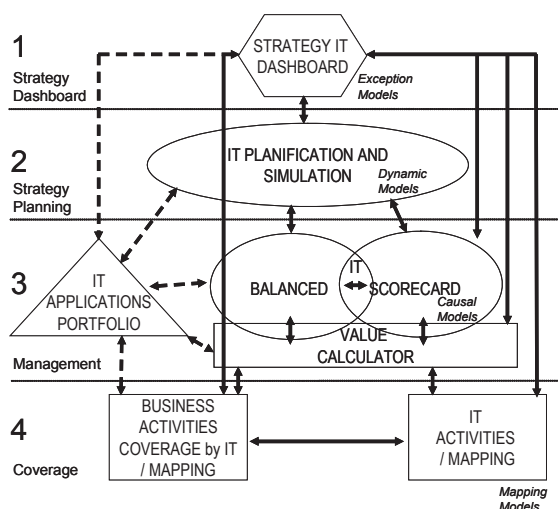 1
Strategy
Dashboard
STRATEGY IT
DASHBOARD
Exception
Models
2
Strategy
Planning
IT PLANIFICATION AND
SIMULATION
Dynamic
Models
3
Management
IT
APPLICATIONS
PORTFOLIO
BALANCED
IT
SCORECARD
Causal
Models
VALUE
CALCULATOR
4
Coverage
BUSINESS
ACTIVITIES
COVERAGE by IT
/ MAPPING
IT
ACTIVITIES
/ MAPPING
Mapping
Models